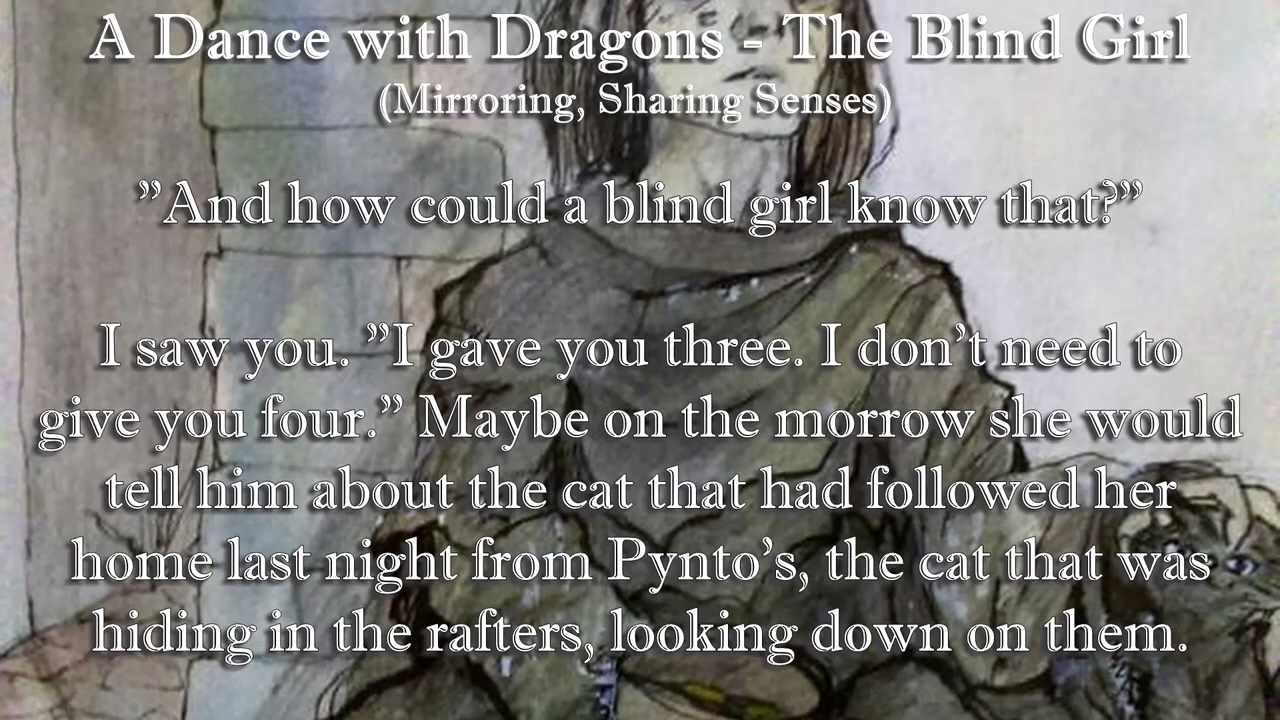 A Dance with Dragons - The Blind Girl
(Mirroring, Sharing Senses)
”And how could a blind girl know that?”
I saw you. ”I gave you three. I don’t need to
give you four.” Maybe on the morrow she would
tell him about the cat that had followed her
home last night from Pynto’s, the cat that was
hiding in the rafters, looking down on them.